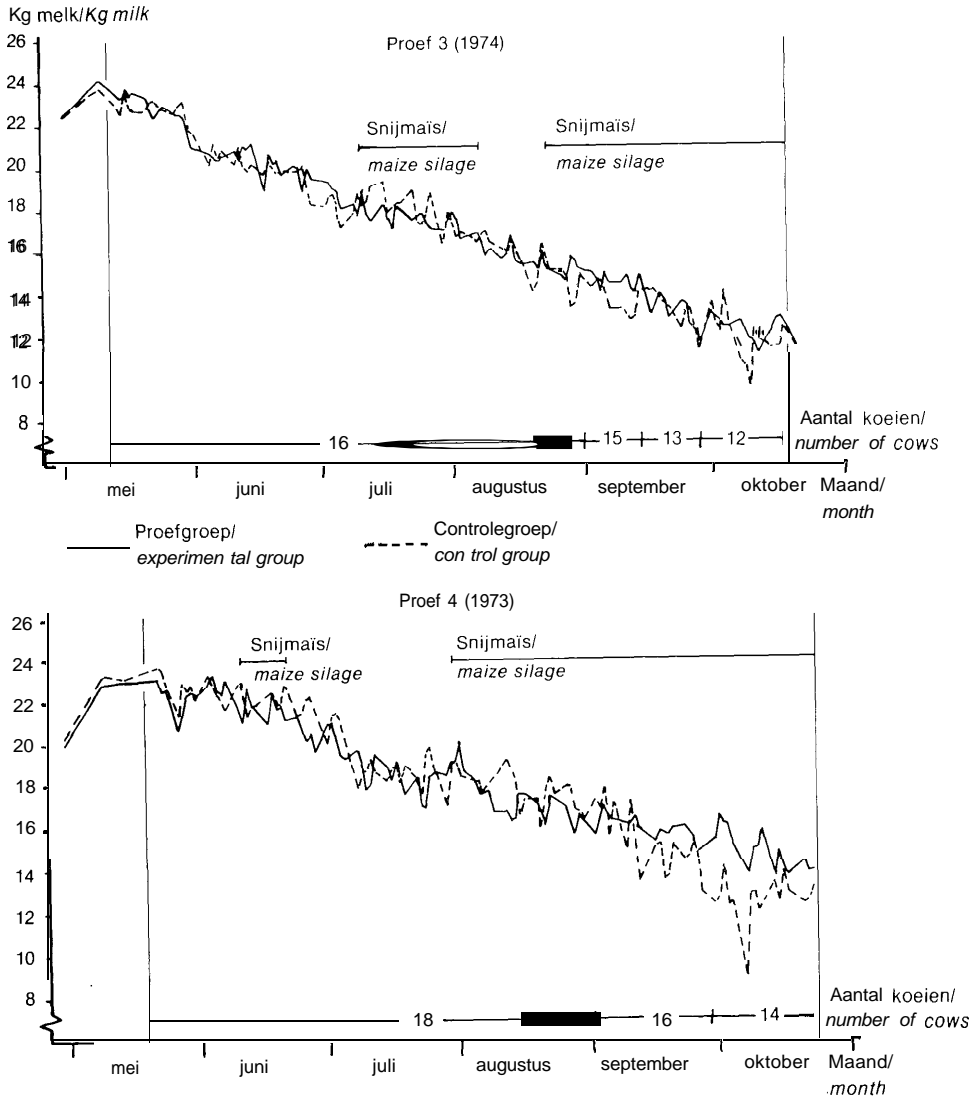 Kg melk/Kg milk
Proef 3 (1974)
26
24
22
20
18
16
14
12
10
8
Snijmaïs/
maize silage
Snijmaïs/
maize silage
16
15
13
12
Aantal koeien/
number of cows
mei
juni
juli
augustus
september
oktober
Maand/
month
Proefgroep/
experimen tal group
Controlegroep/
con trol group
Proef 4 (1973)
26
24
22
20
18
16
14
12
10
8
Snijmaïs/
maize silage
Snijmaïs/
maize silage
18
16
14
Aantal koeien/
number of cows
mei
juni
juli
augustus
september
oktober
Maand/
month